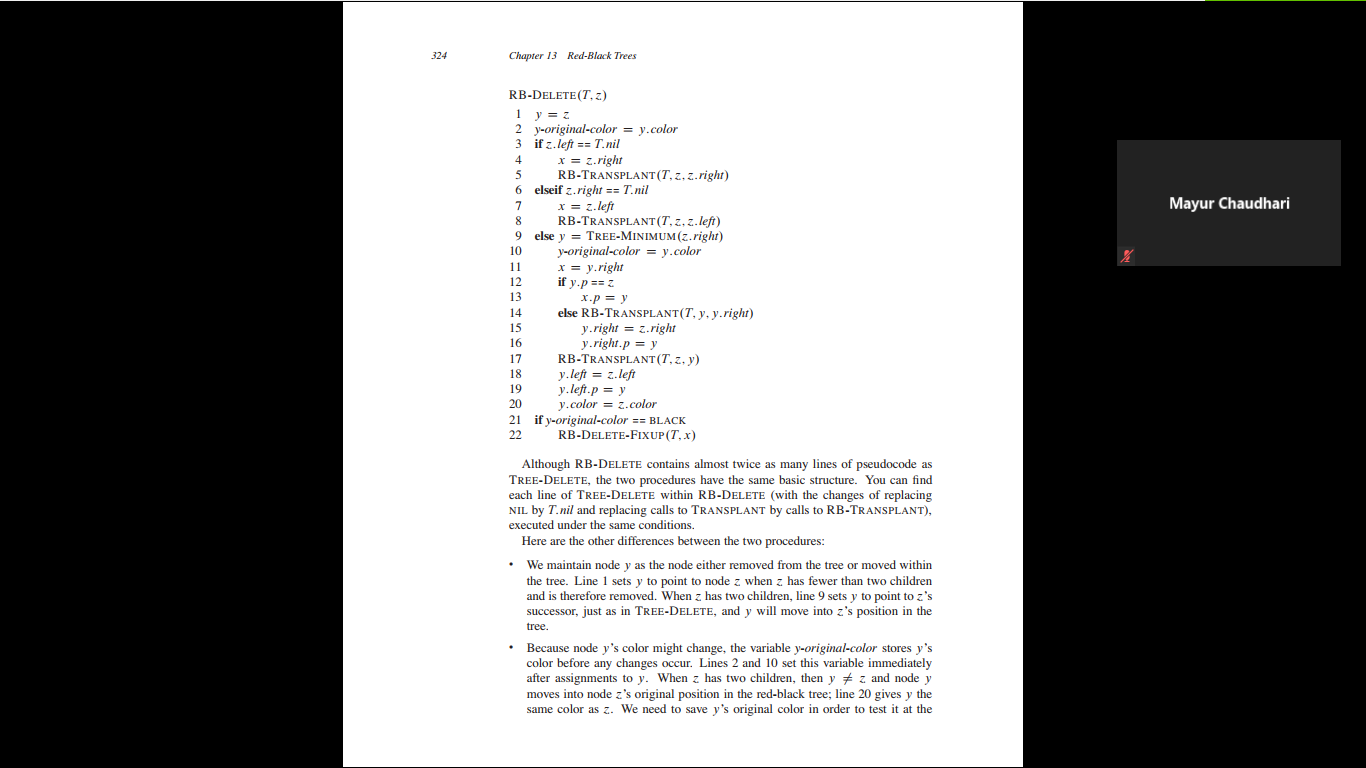 324 Chapter 13 Red-Black Trees
RB-DELETE(T, z)
1 y = z
2 y-original-color = y.color
3 if z.left == T.nil
4 x = z.right
5 RB-TRANSPLANT(T, z, z.right)
6 elseif z.right == T.nil
7 x = z.left
8 RB-TRANSPLANT(T, z, z.left)
9 else y = TREE-MINIMUM(z.right)
10 y-original-color = y.color
11 x = y.right
12 if y.p == z
13 x.p = y
14 else RB-TRANSPLANT(T, y, y.right)
15 y.right = z.right
16 y.right.p = y
17 RB-TRANSPLANT(T, z, y)
18 y.left = z.left
19 y.left.p = y
20 y.color = z.color
21 if y-original-color == BLACK
22 RB-DELETE-FIXUP(T, x)
Although RB-DELETE contains almost twice as many lines of pseudocode as
TREE-DELETE, the two procedures have the same basic structure. You can find
each line of TREE-DELETE within RB-DELETE (with the changes of replacing
NIL by T.nil and replacing calls to TRANSPLANT by calls to RB-TRANSPLANT),
executed under the same conditions.
Here are the other differences between the two procedures:
• We maintain node y as the node either removed from the tree or moved within
the tree. Line 1 sets y to point to node z when z has fewer than two children
and is therefore removed. When z has two children, line 9 sets y to point to z's
successor, just as in TREE-DELETE, and y will move into z's position in the
tree.
• Because node y's color might change, the variable y-original-color stores y's
color before any changes occur. Lines 2 and 10 set this variable immediately
after assignments to y. When z has two children, then y ≠ z and node y
moves into node z's original position in the red-black tree; line 20 gives y the
same color as z. We need to save y's original color in order to test it at the
Mayur Chaudhari